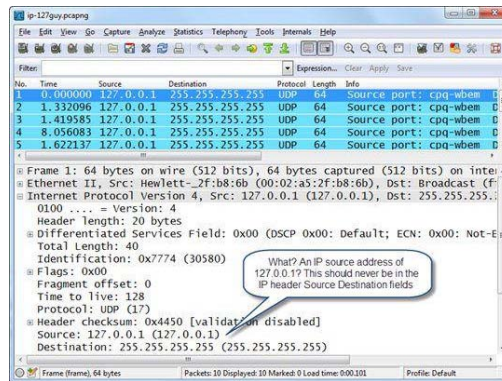 ip-127guy.pcapng
File Edit View Go Capture Analyze Statistics Telephony Tools Internals Help
Filter: Expression... Clear Apply Save
No. Time Source Destination Protocol Length Info
1 0.000000 127.0.0.1 255.255.255.255 UDP 64 Source port: cpq-wbem D
2 1.332096 127.0.0.1 255.255.255.255 UDP 64 Source port: cpq-wbem D
3 1.419585 127.0.0.1 255.255.255.255 UDP 64 Source port: cpq-wbem D
4 8.056083 127.0.0.1 255.255.255.255 UDP 64 Source port: cpq-wbem D
5 1.622137 127.0.0.1 255.255.255.255 UDP 64 Source port: cpq-wbem D
Frame 1: 64 bytes on wire (512 bits), 64 bytes captured (512 bits) on inte
Ethernet II, Src: Hewlett-_2f:b8:6b (00:02:a5:2f:b8:6b), Dst: Broadcast (f
Internet Protocol Version 4, Src: 127.0.0.1 (127.0.0.1), Dst: 255.255.255.
0100 .... = Version: 4
Header length: 20 bytes
Differentiated Services Field: 0x00 (DSCP 0x00: Default; ECN: 0x00: Not-E
Total Length: 40
Identification: 0x7774 (30580)
Flags: 0x00
Fragment offset: 0
Time to live: 128
Protocol: UDP (17)
Header checksum: 0x4450 [validation disabled]
Source: 127.0.0.1 (127.0.0.1)
Destination: 255.255.255.255 (255.255.255.255)
What? An IP source address of
127.0.0.1? This should never be in the
IP header Source Destination fields
Frame (frame), 64 bytes Packets: 10 Displayed: 10 Marked: 0 Load time: 0:00.101 Profile: Default